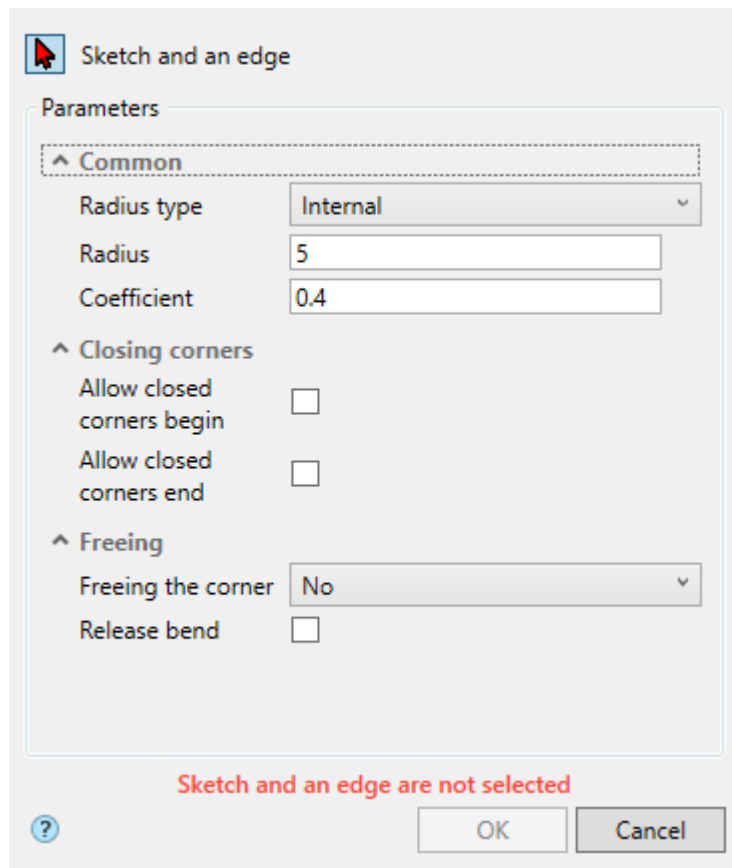 Sketch and an edge
Parameters
Common
Radius type Internal
Radius 5
Coefficient 0.4
Closing corners
Allow closed
corners begin
Allow closed
corners end
Freeing
Freeing the corner No
Release bend
Sketch and an edge are not selected
? OK Cancel